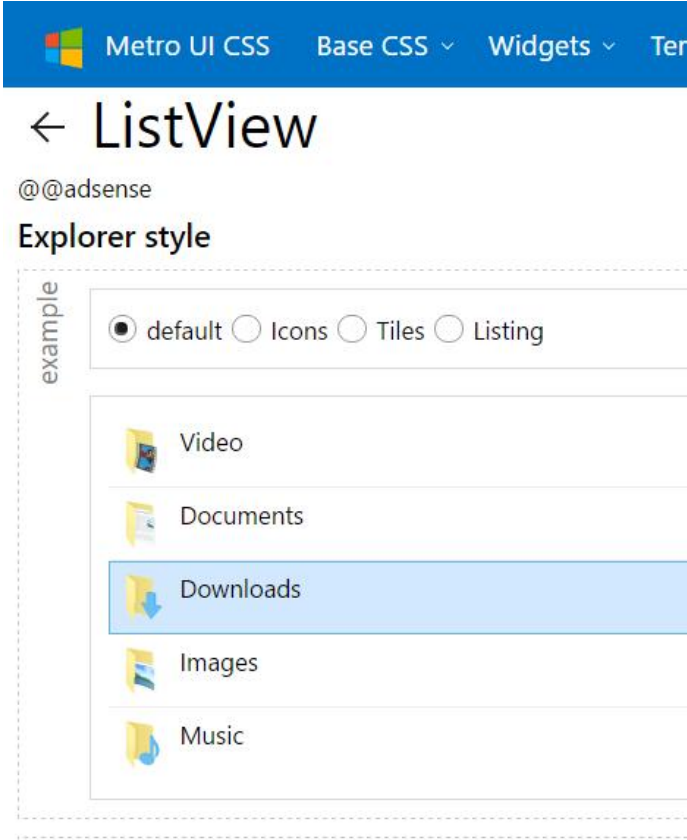 Metro UI CSS Base CSS Widgets Ter
ListView
@@adsense
Explorer style
example
default Icons Tiles Listing
Video
Documents
Downloads
Images
Music